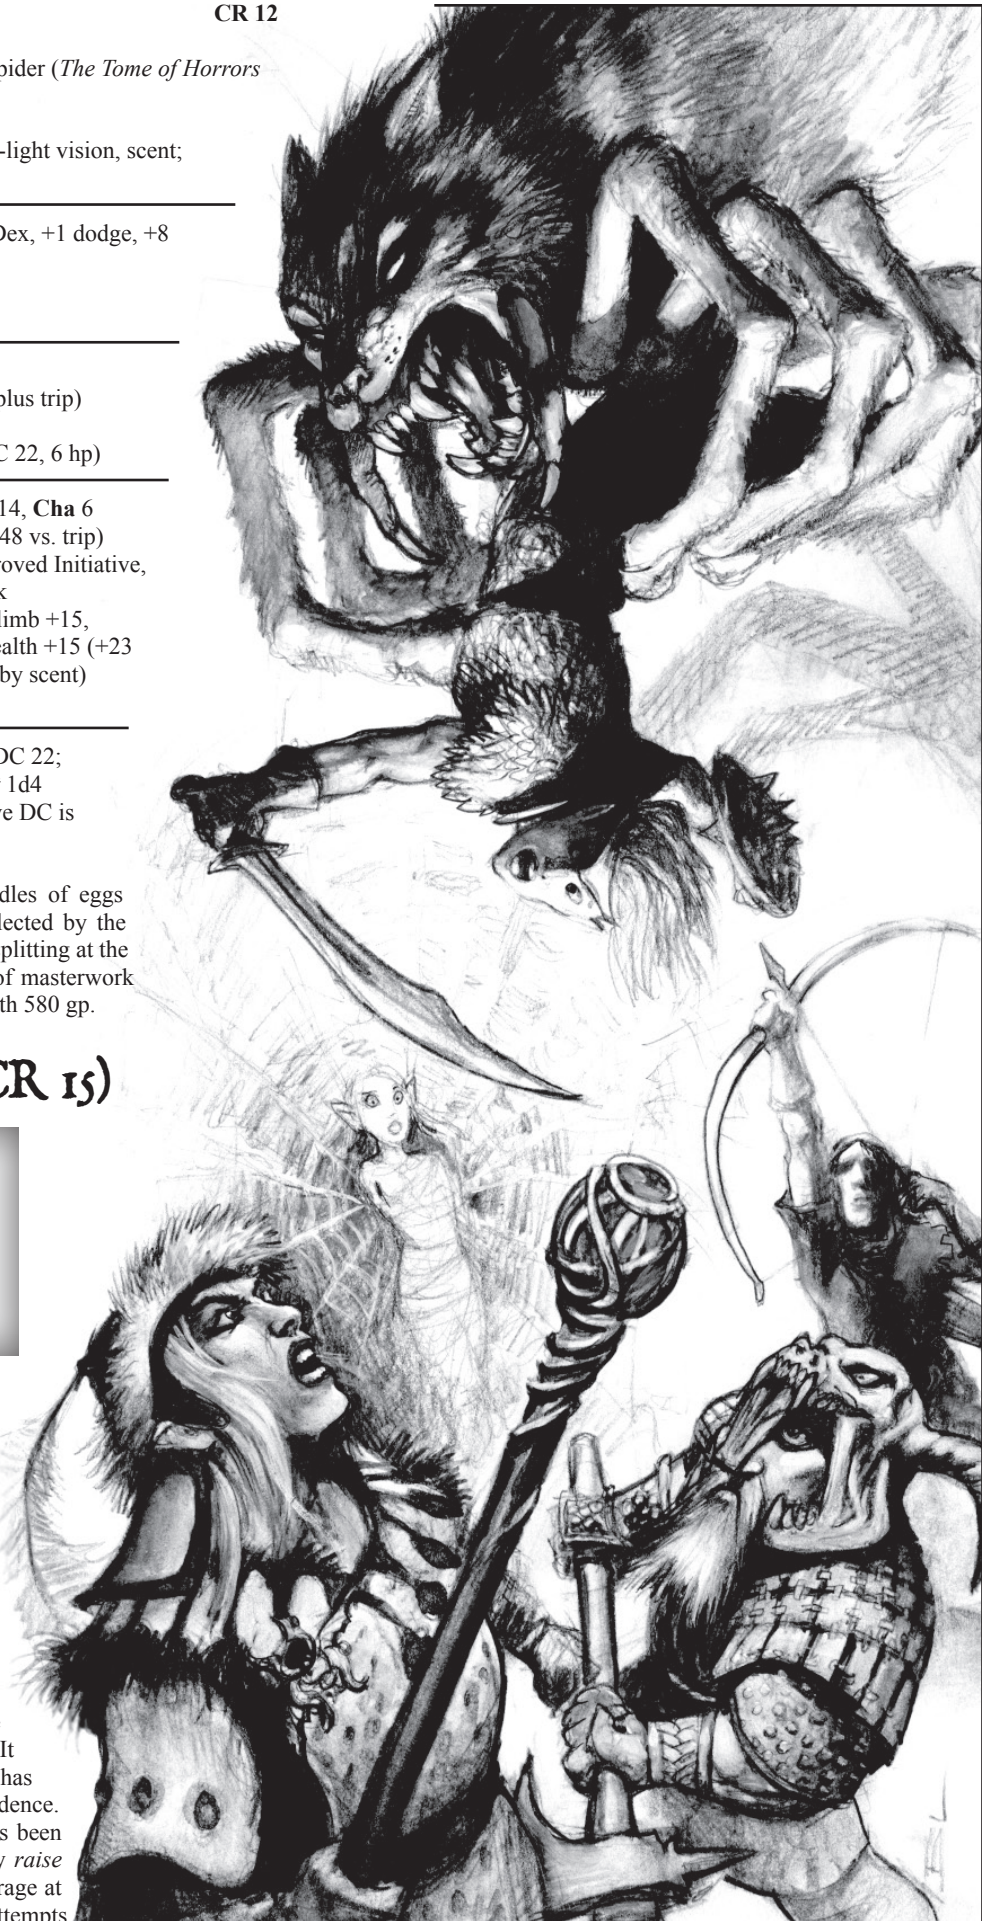 CR 12
pider (The Tome of Horrors
-light vision, scent;
Dex, +1 dodge, +8
plus trip)
C 22, 6 hp)
14, Cha 6
48 vs. trip)
roved Initiative,
k
limb +15,
ealth +15 (+23
by scent)
DC 22;
1d4
ve DC is
dles of eggs
lected by the
plitting at the
of masterwork
th 580 gp.
CR 15)
It
has
dence.
s been
y raise
rage at
ttempts